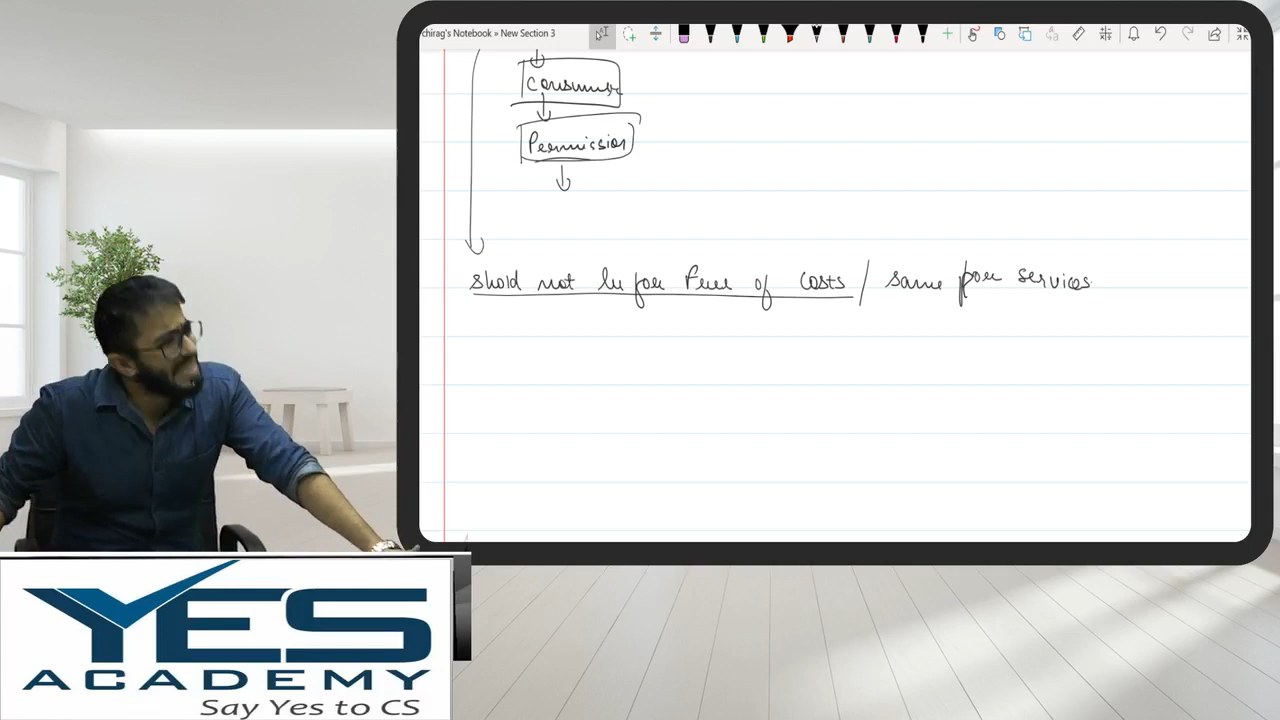 chirag's Notebook » New Section 3
Consumer
Permission
shold not be for Free of costs / same for services
YES
ACADEMY
Say Yes to CS